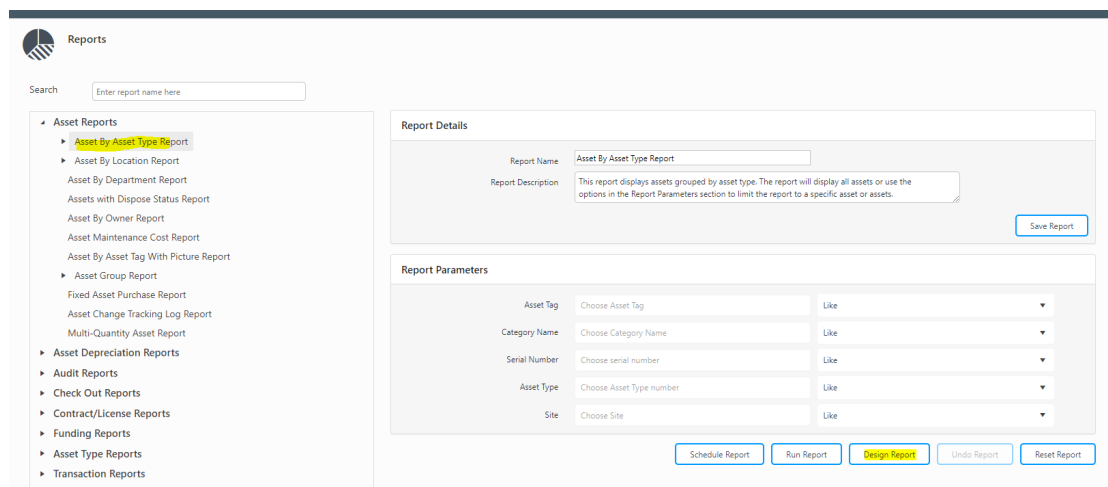 Reports
Search
Enter report name here
Asset Reports
Asset By Asset Type Report
Asset By Location Report
Asset By Department Report
Assets with Dispose Status Report
Asset By Owner Report
Asset Maintenance Cost Report
Asset By Asset Tag With Picture Report
Asset Group Report
Fixed Asset Purchase Report
Asset Change Tracking Log Report
Multi-Quantity Asset Report
Asset Depreciation Reports
Audit Reports
Check Out Reports
Contract/License Reports
Funding Reports
Asset Type Reports
Transaction Reports
Report Details
Report Name Asset By Asset Type Report
Report Description This report displays assets grouped by asset type. The report will display all assets or use the
options in the Report Parameters section to limit the report to a specific asset or assets.
Save Report
Report Parameters
Asset Tag Choose Asset Tag Like
Category Name Choose Category Name Like
Serial Number Choose serial number Like
Asset Type Choose Asset Type number Like
Site Choose Site Like
Schedule Report Run Report Design Report Undo Report Reset Report